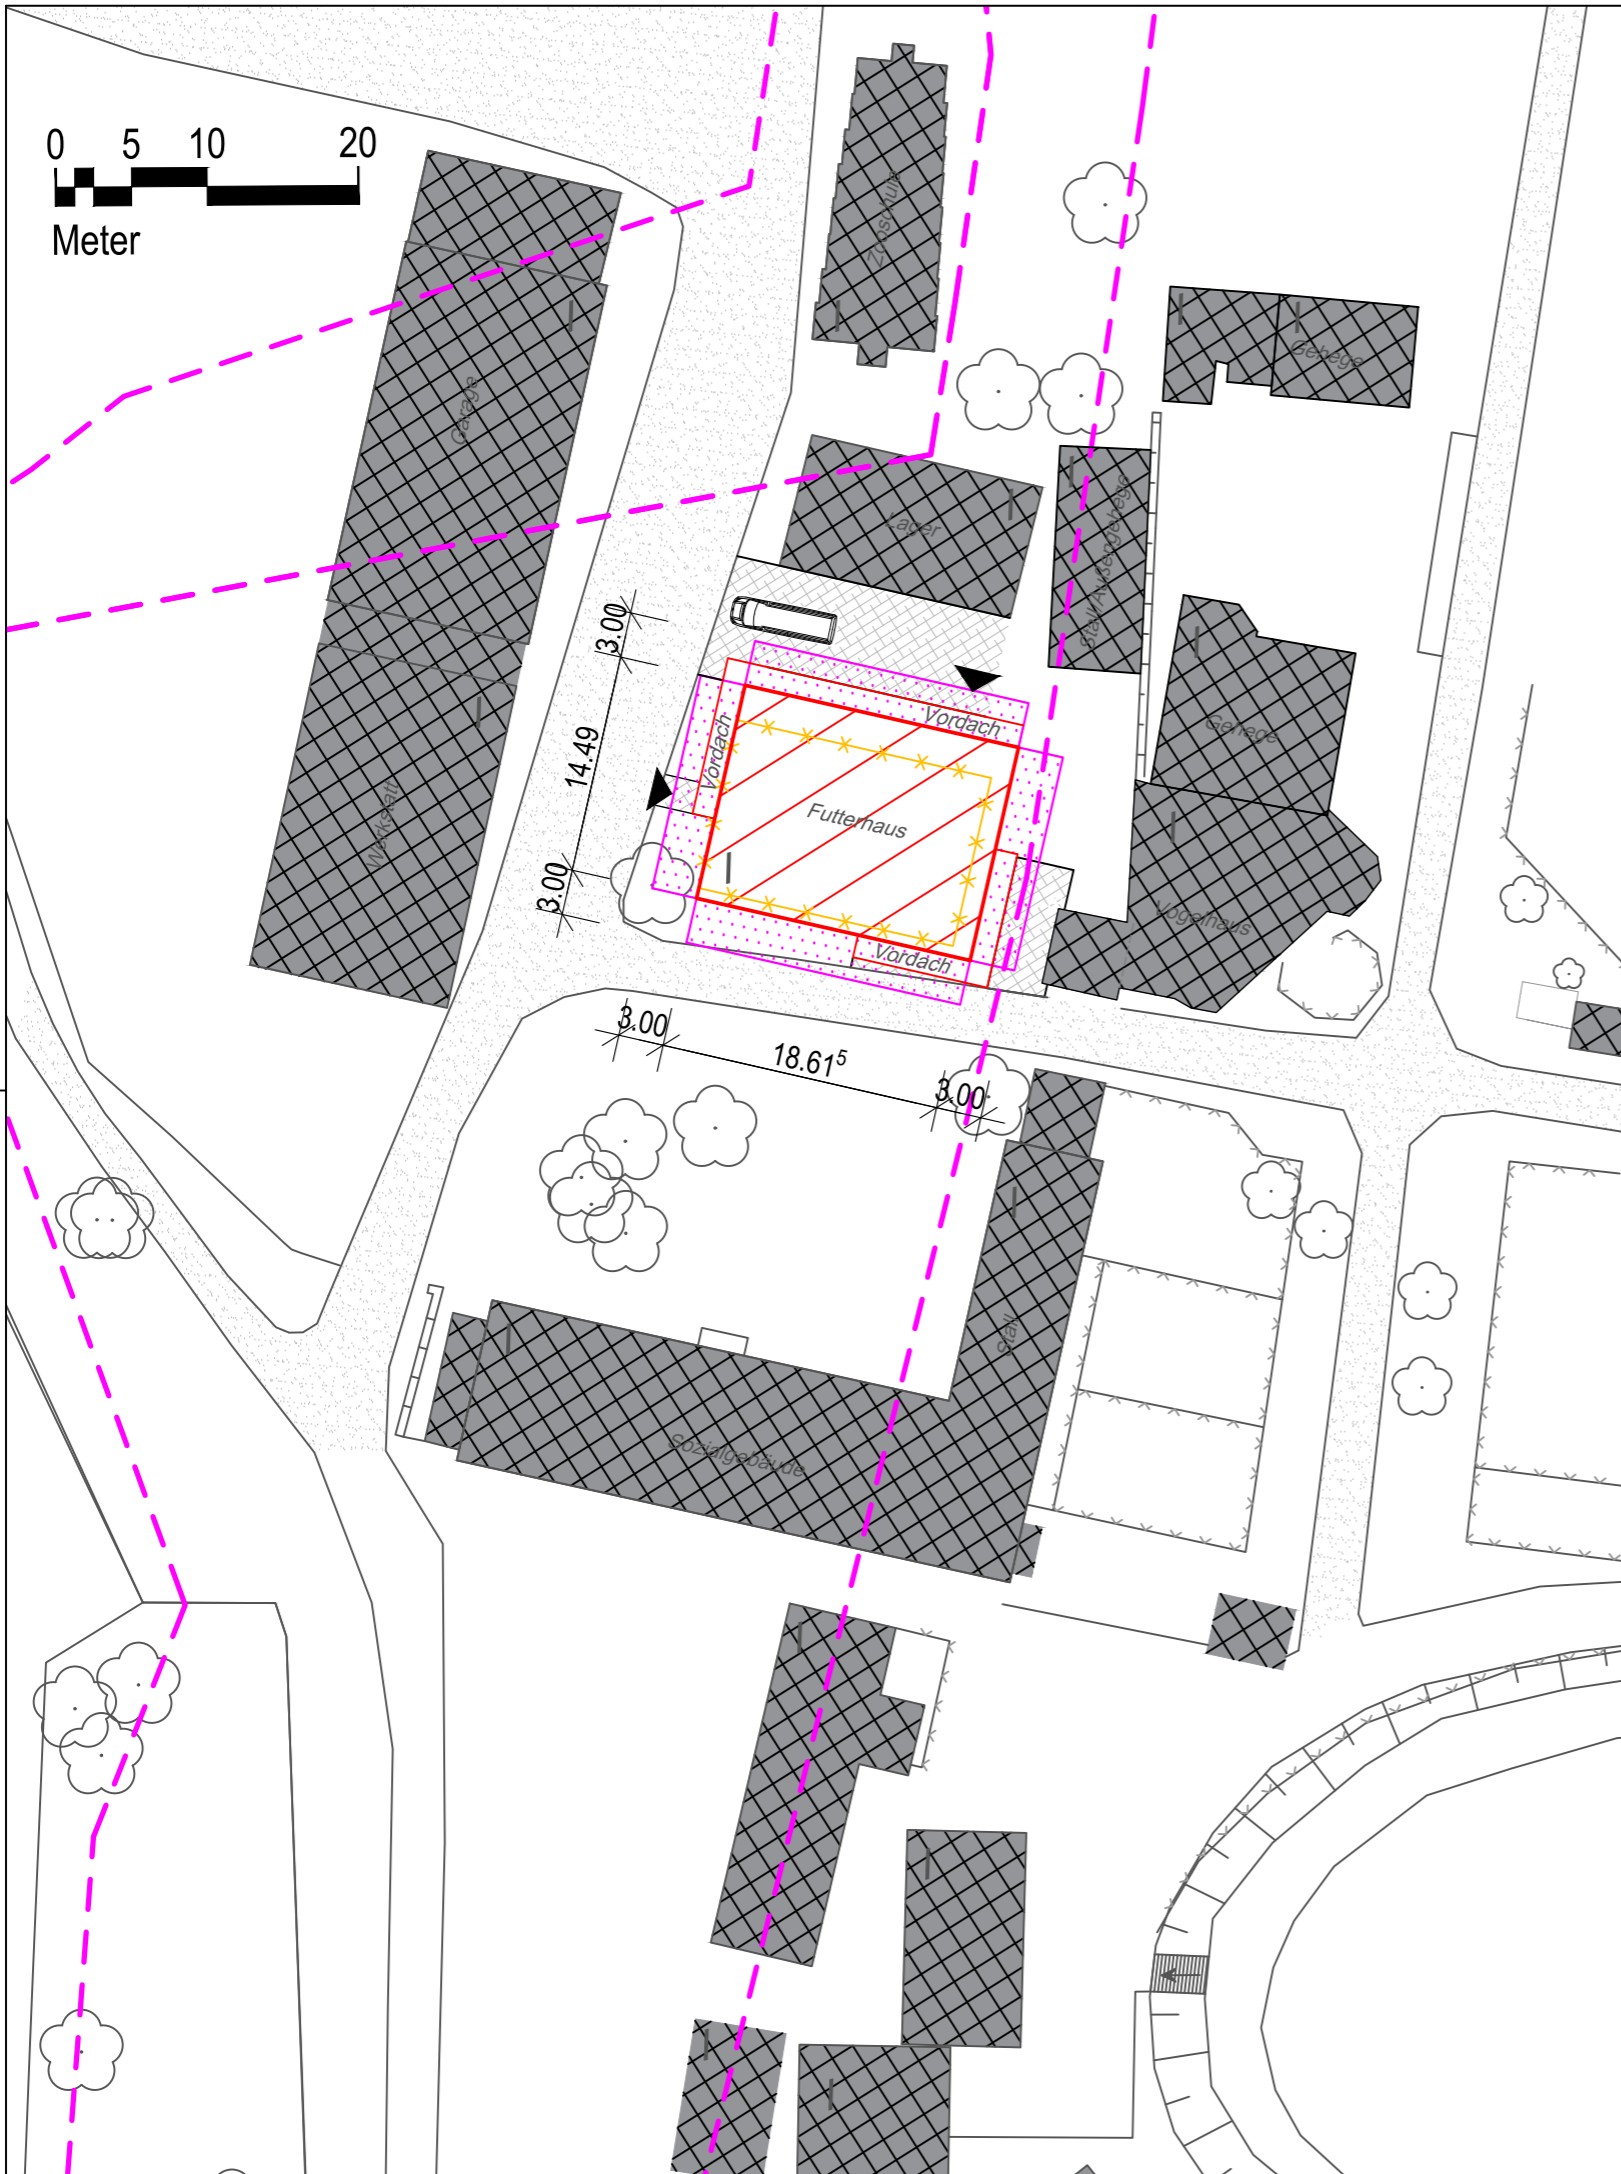 0 5 10 20
Meter
Zooschule
Gehege
Garage
Lager
Stall/Außengehege
3.00
Vordach
Vordach
Gehege
14.49
Futterhaus
Werkstatt
3.00
Vogelhaus
Vordach
3.00
18.61⁵
3.00
Stall
Sozialgebäude